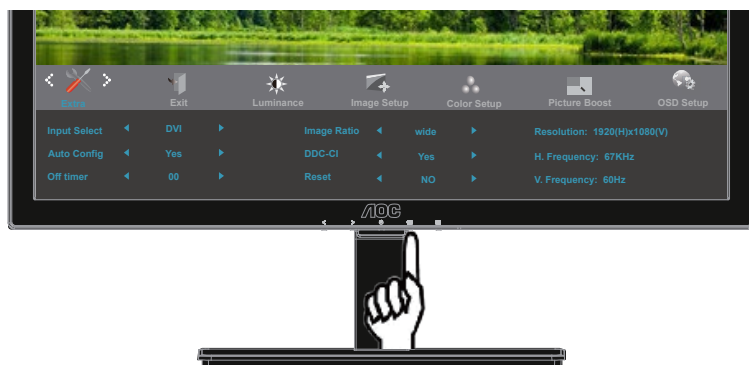 Extra Exit Luminance Image Setup Color Setup Picture Boost OSD Setup
Input Select DVI Image Ratio wide Resolution: 1920(H)x1080(V)
Auto Config Yes DDC-CI Yes H. Frequency: 67KHz
Off timer 00 Reset NO V. Frequency: 60Hz
AOC